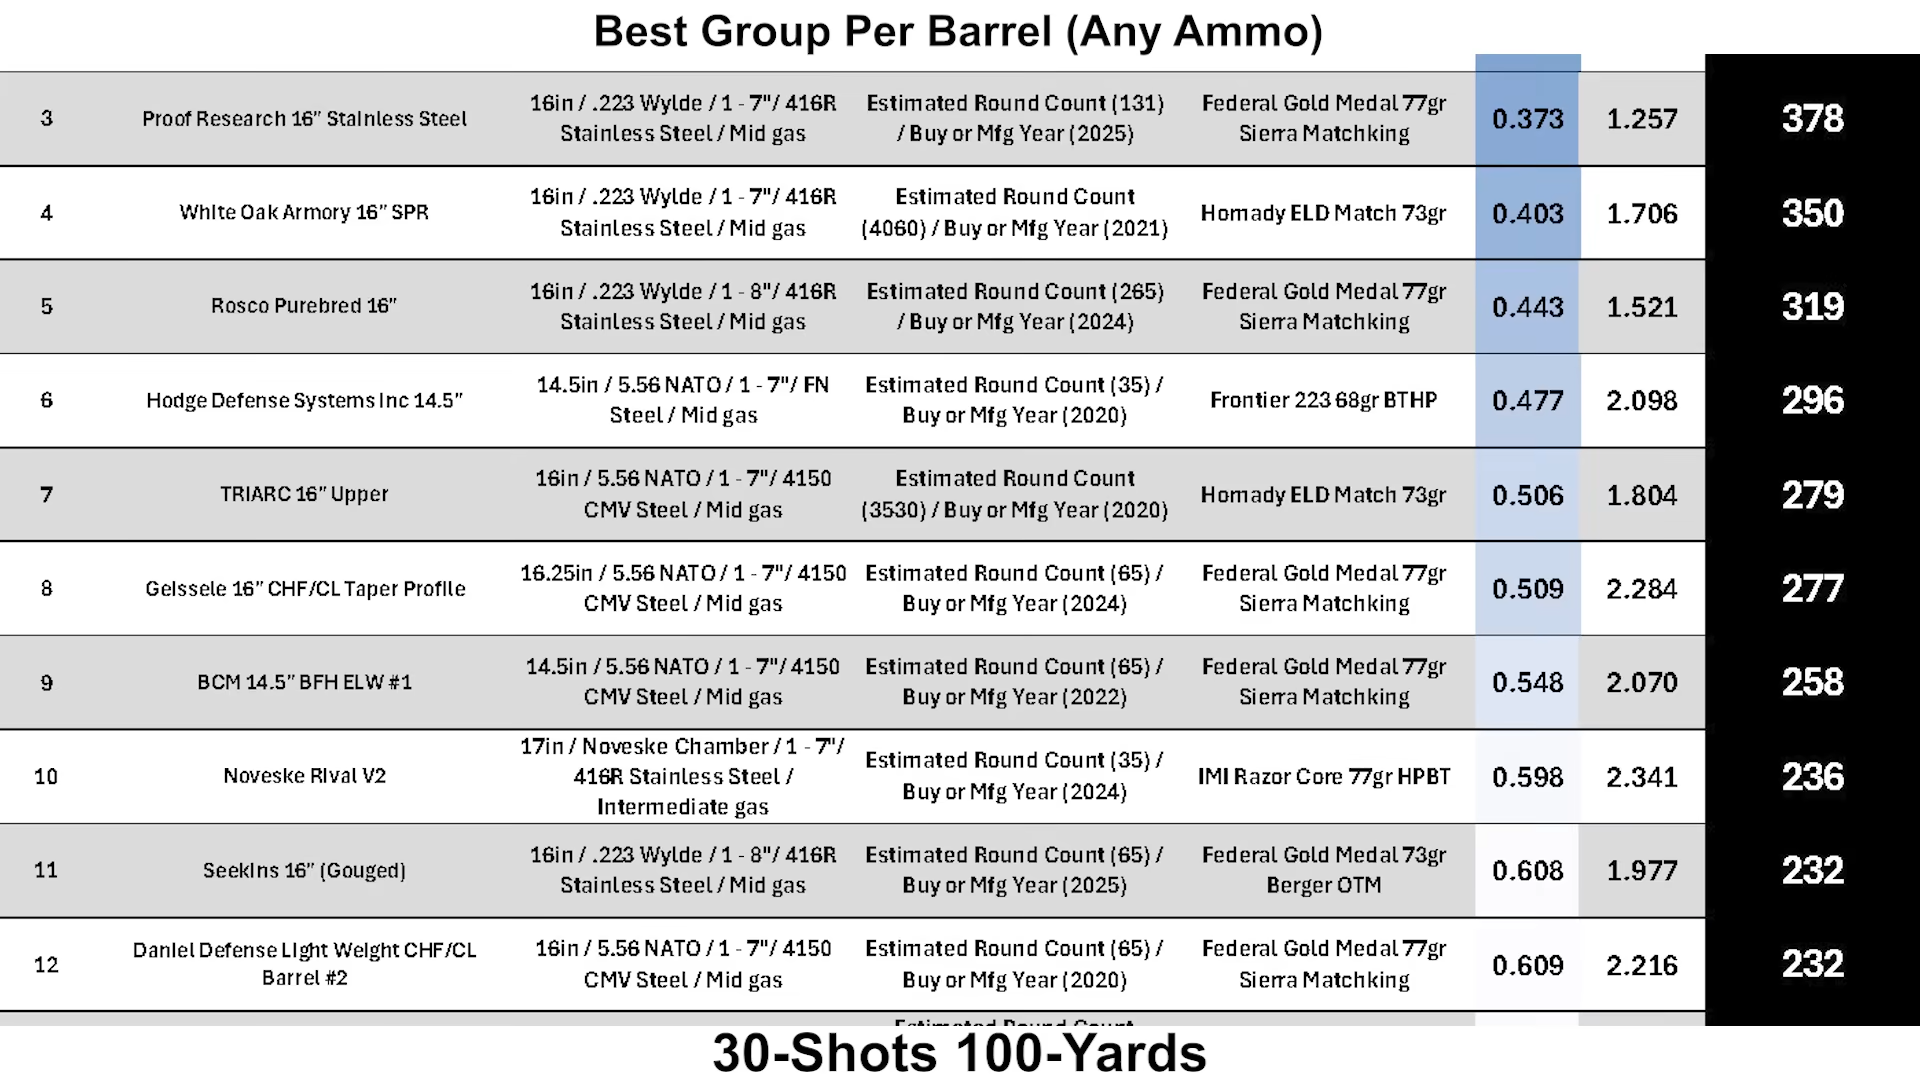 Best Group Per Barrel (Any Ammo)
3
Proof Research 16” Stainless Steel
16in / .223 Wylde / 1 - 7"/ 416R
Stainless Steel / Mid gas
Estimated Round Count (131)
/ Buy or Mfg Year (2025)
Federal Gold Medal 77gr
Sierra Matchking
0.373
1.257
378
4
White Oak Armory 16” SPR
16in / .223 Wylde / 1 - 7"/ 416R
Stainless Steel / Mid gas
Estimated Round Count
(4060) / Buy or Mfg Year (2021)
Hornady ELD Match 73gr
0.403
1.706
350
5
Rosco Purebred 16”
16in / .223 Wylde / 1 - 8"/ 416R
Stainless Steel / Mid gas
Estimated Round Count (265)
/ Buy or Mfg Year (2024)
Federal Gold Medal 77gr
Sierra Matchking
0.443
1.521
319
6
Hodge Defense Systems Inc 14.5”
14.5in / 5.56 NATO / 1 - 7"/ FN
Steel / Mid gas
Estimated Round Count (35) /
Buy or Mfg Year (2020)
Frontier 223 68gr BTHP
0.477
2.098
296
7
TRIARC 16” Upper
16in / 5.56 NATO / 1 - 7"/ 4150
CMV Steel / Mid gas
Estimated Round Count
(3530) / Buy or Mfg Year (2020)
Hornady ELD Match 73gr
0.506
1.804
279
8
Geissele 16” CHF/CL Taper Profile
16.25in / 5.56 NATO / 1 - 7"/ 4150
CMV Steel / Mid gas
Estimated Round Count (65) /
Buy or Mfg Year (2024)
Federal Gold Medal 77gr
Sierra Matchking
0.509
2.284
277
9
BCM 14.5” BFH ELW #1
14.5in / 5.56 NATO / 1 - 7"/ 4150
CMV Steel / Mid gas
Estimated Round Count (65) /
Buy or Mfg Year (2022)
Federal Gold Medal 77gr
Sierra Matchking
0.548
2.070
258
10
Noveske Rival V2
17in / Noveske Chamber / 1 - 7"/
416R Stainless Steel /
Intermediate gas
Estimated Round Count (35) /
Buy or Mfg Year (2024)
IMI Razor Core 77gr HPBT
0.598
2.341
236
11
Seekins 16” (Gouged)
16in / .223 Wylde / 1 - 8"/ 416R
Stainless Steel / Mid gas
Estimated Round Count (65) /
Buy or Mfg Year (2025)
Federal Gold Medal 73gr
Berger OTM
0.608
1.977
232
12
Daniel Defense Light Weight CHF/CL
Barrel #2
16in / 5.56 NATO / 1 - 7"/ 4150
CMV Steel / Mid gas
Estimated Round Count (65) /
Buy or Mfg Year (2020)
Federal Gold Medal 77gr
Sierra Matchking
0.609
2.216
232
Estimated Round Count
30-Shots 100-Yards